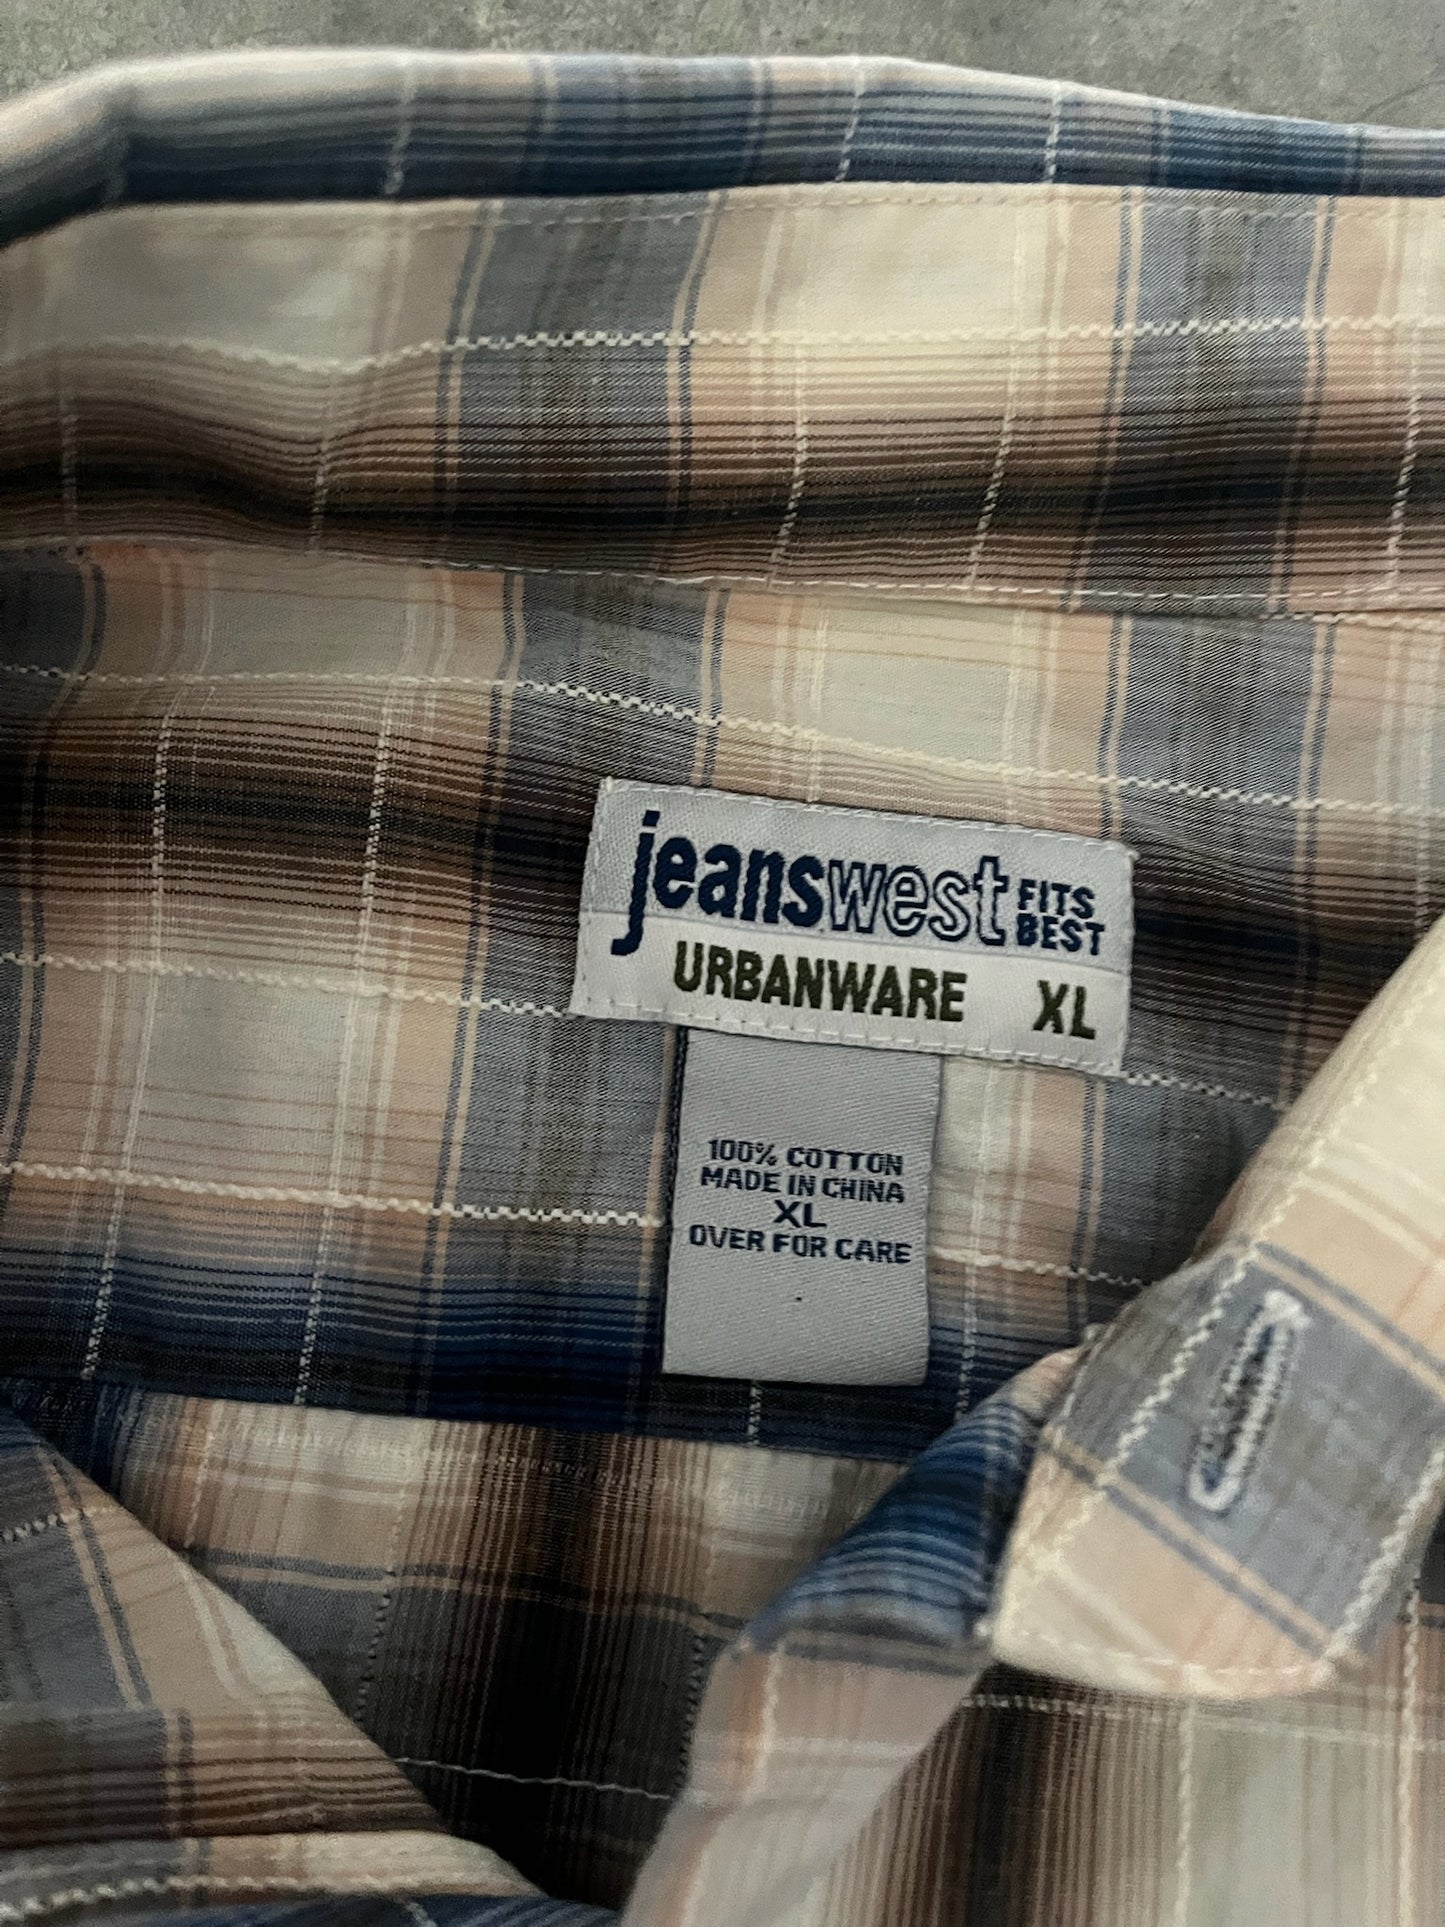 jeanswest FITS BEST
URBANWARE XL
100% COTTON
MADE IN CHINA
XL
OVER FOR CARE